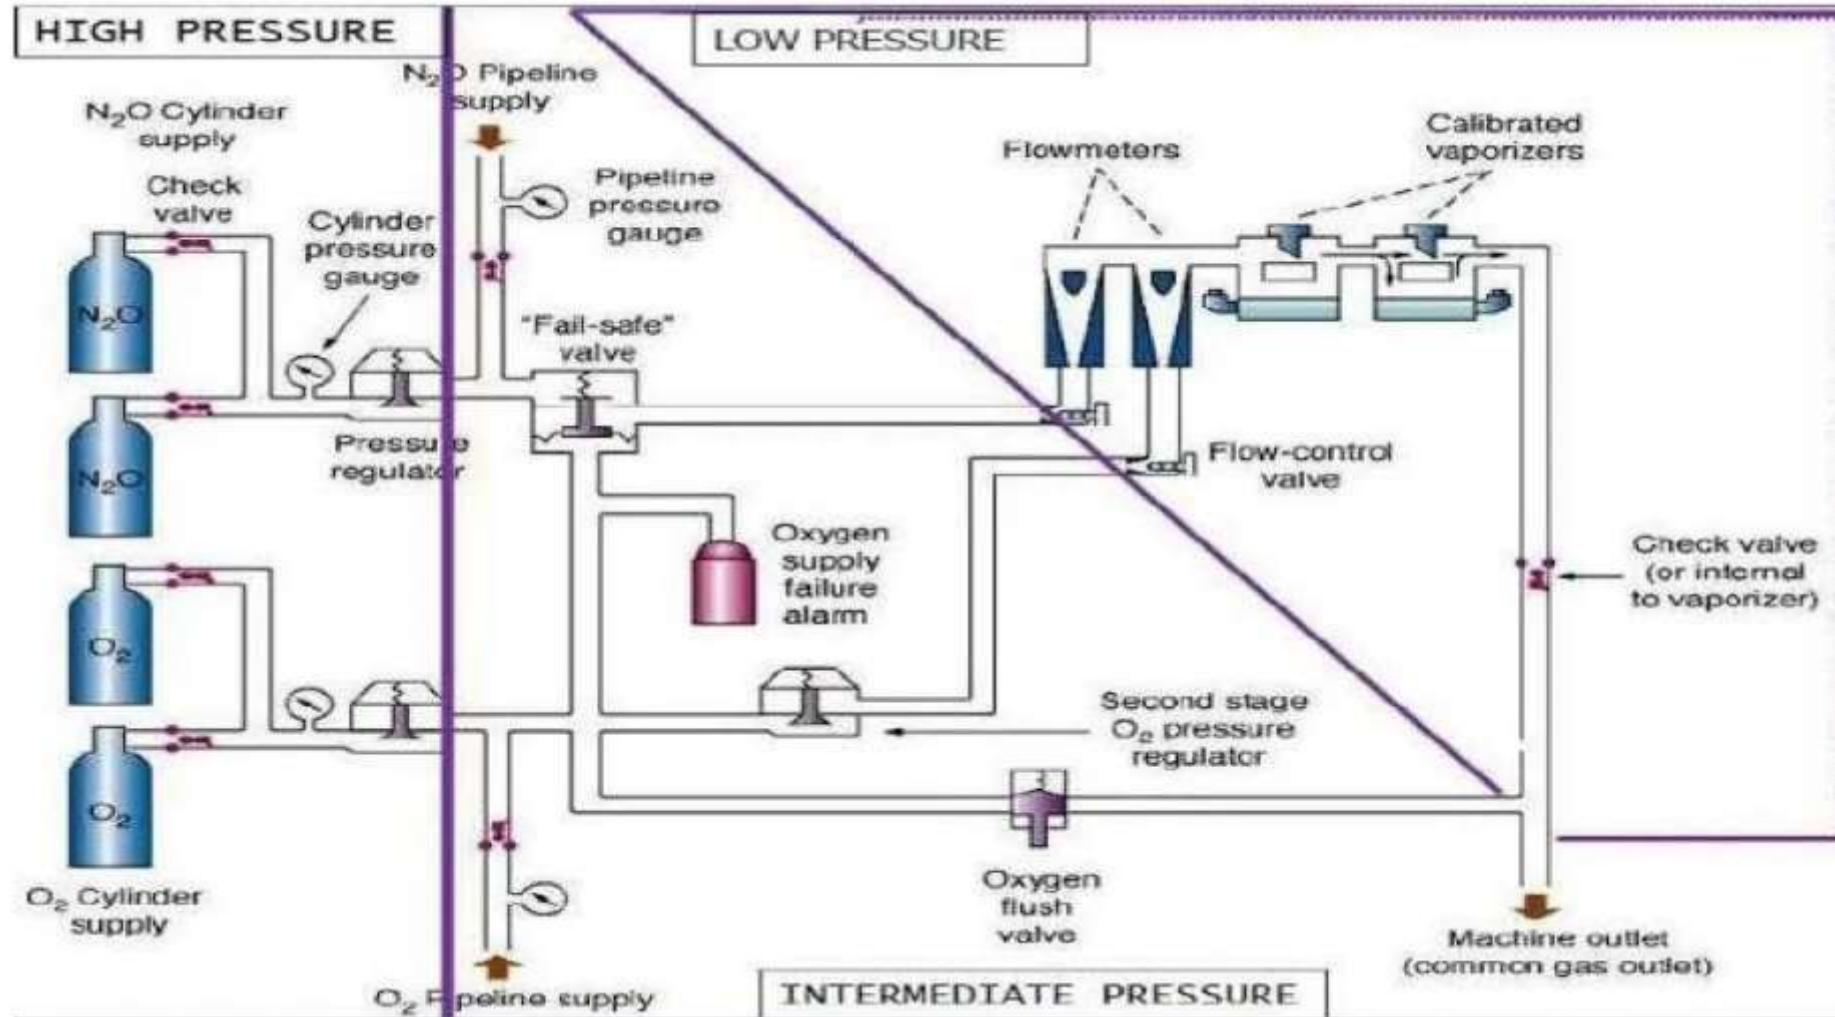 HIGH PRESSURE
LOW PRESSURE
N₂O Pipeline
supply
N₂O Cylinder
supply
Check
valve
Cylinder
pressure
gauge
Pipeline
pressure
gauge
Flowmeters
Calibrated
vaporizers
N₂O
"Fail-safe"
valve
Pressure
regulator
N₂O
Flow-control
valve
Oxygen
supply
failure
alarm
Check valve
(or internal
to vaporizer)
O₂
Second stage
O₂ pressure
regulator
O₂
O₂ Cylinder
supply
Oxygen
flush
valve
Machine outlet
(common gas outlet)
O₂ Pipeline supply
INTERMEDIATE PRESSURE